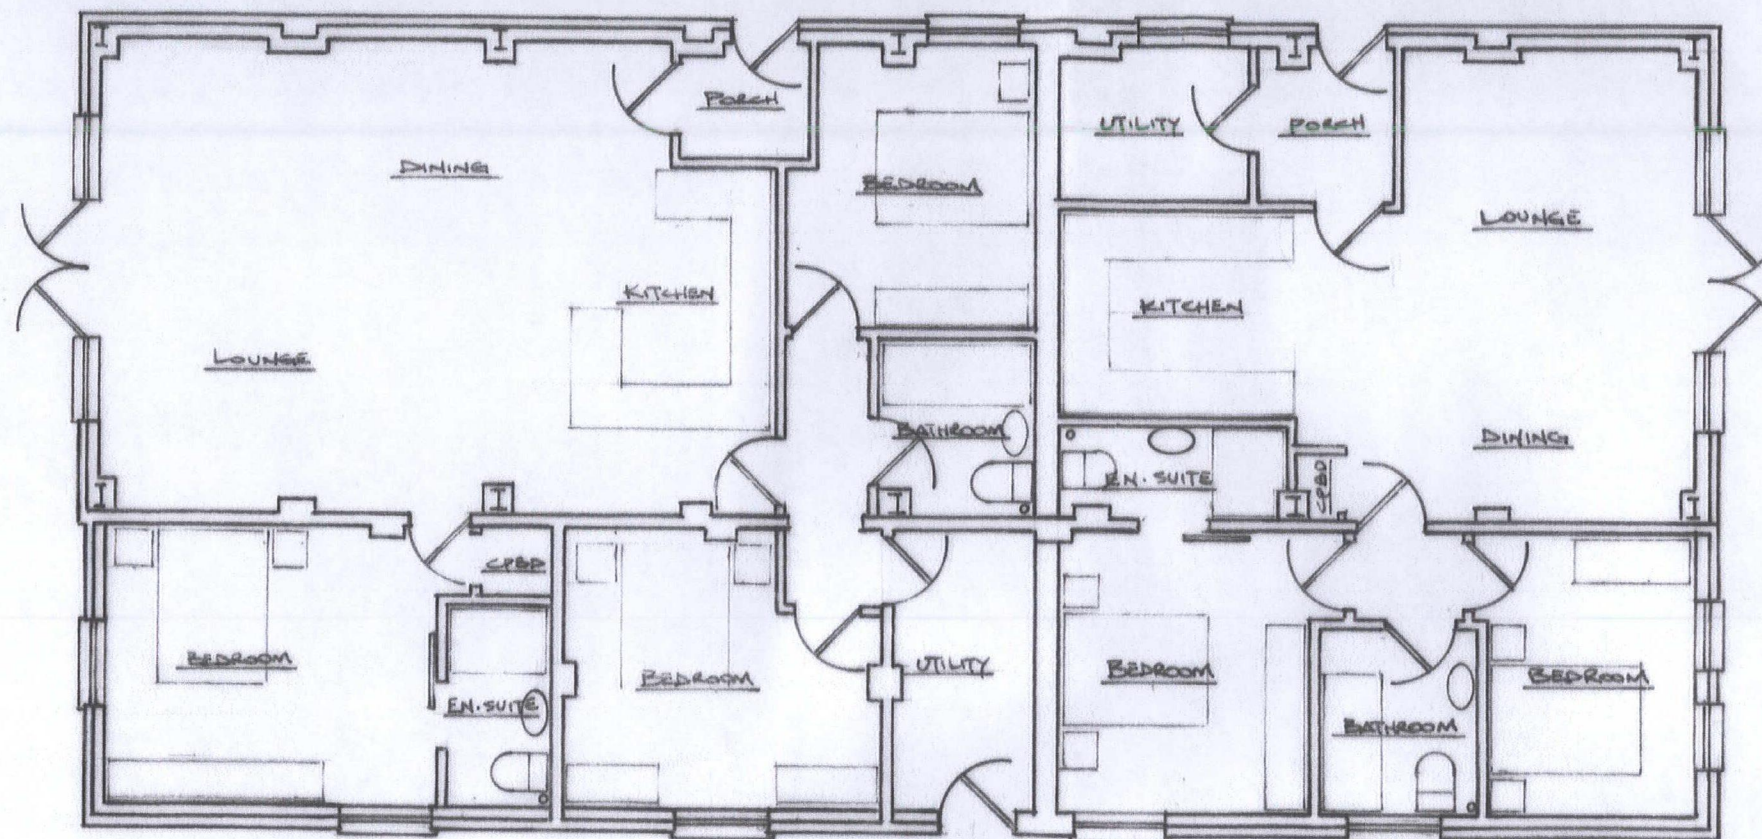 PORCH
UTILITY
PORCH
DINING
BEDROOM
LOUNGE
KITCHEN
KITCHEN
LOUNGE
BATHROOM
DINING
EN.SUITE
CPBD
CPBD
BEDROOM
BEDROOM
UTILITY
BEDROOM
BEDROOM
EN.SUITE
BATHROOM